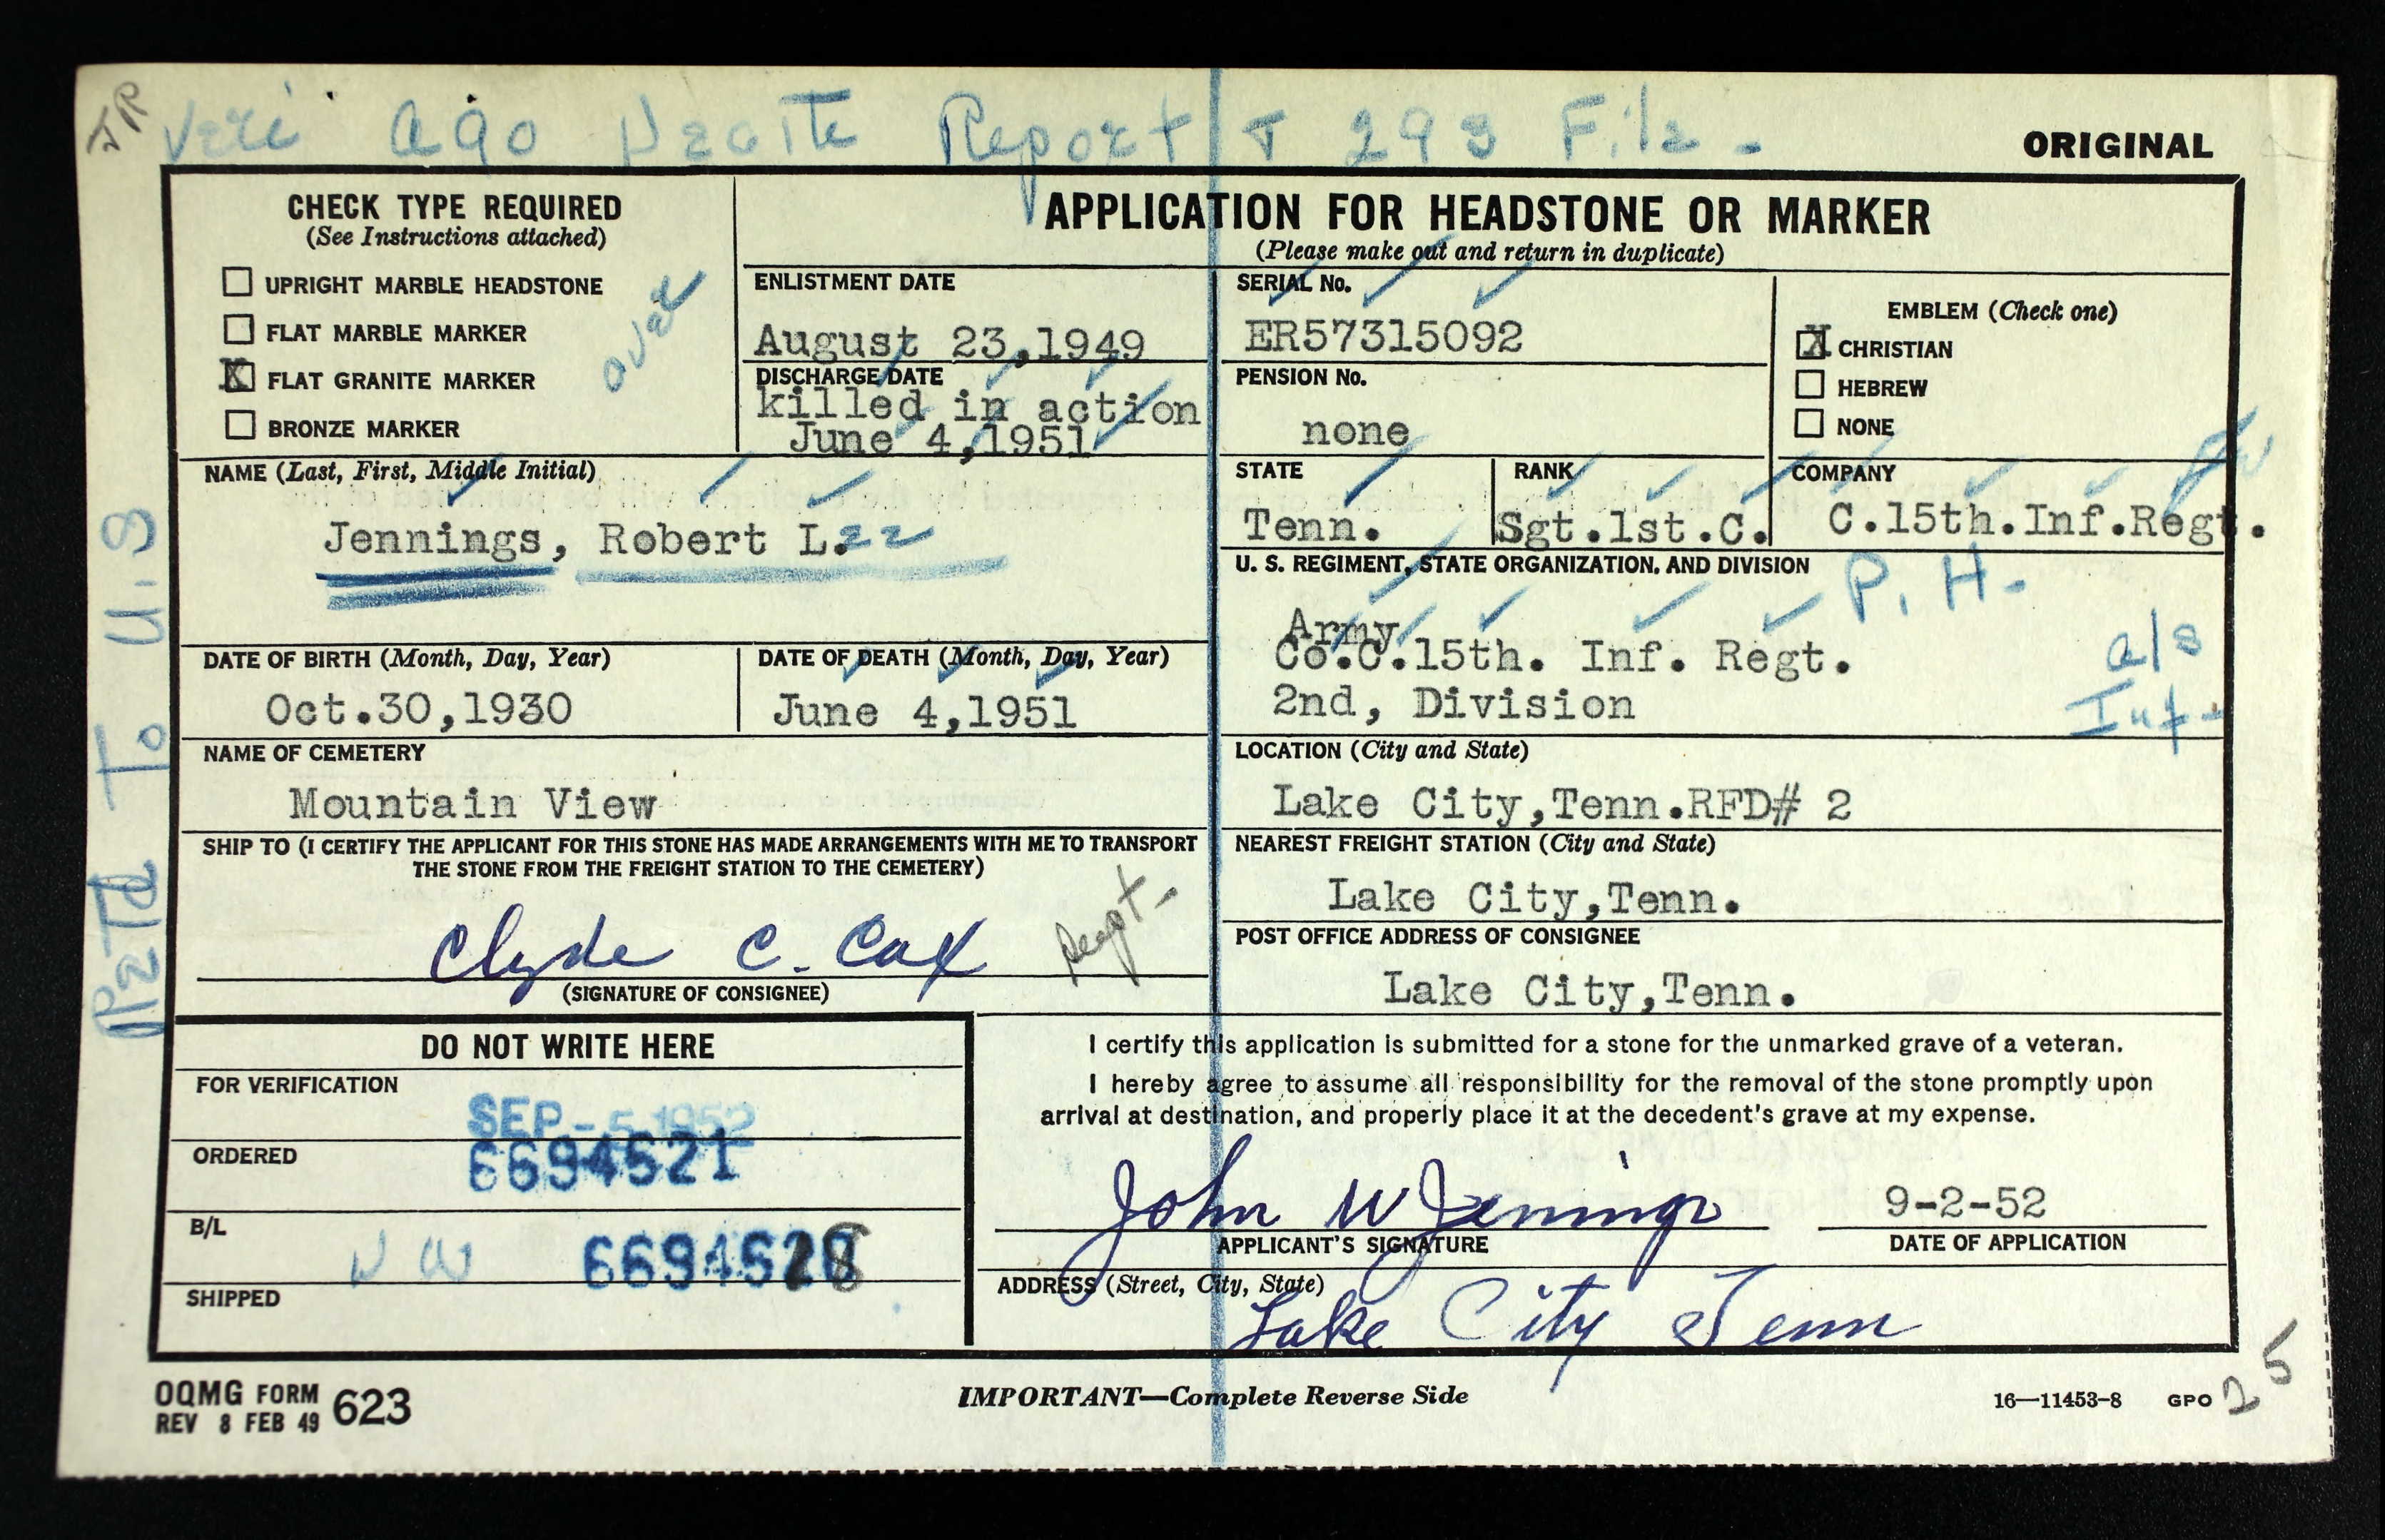 Veri AGO Death Report & 293 File -
ORIGINAL
CHECK TYPE REQUIRED
(See Instructions attached)
UPRIGHT MARBLE HEADSTONE
FLAT MARBLE MARKER
X FLAT GRANITE MARKER
BRONZE MARKER
over
APPLICATION FOR HEADSTONE OR MARKER
(Please make out and return in duplicate)
ENLISTMENT DATE
August 23,1949
DISCHARGE DATE
killed in action
June 4,1951
SERIAL No.
ER57315092
PENSION No.
none
EMBLEM (Check one)
X CHRISTIAN
HEBREW
NONE
NAME (Last, First, Middle Initial)
Jennings, Robert L.ee
STATE
Tenn.
RANK
Sgt.1st.C.
COMPANY
C.15th.Inf.Regt.
U. S. REGIMENT, STATE ORGANIZATION, AND DIVISION
P. H.
Army
Co.C.15th. Inf. Regt.
2nd, Division
a/s
Inf.
DATE OF BIRTH (Month, Day, Year)
Oct.30,1930
DATE OF DEATH (Month, Day, Year)
June 4,1951
NAME OF CEMETERY
Mountain View
LOCATION (City and State)
Lake City,Tenn.RFD# 2
SHIP TO (I CERTIFY THE APPLICANT FOR THIS STONE HAS MADE ARRANGEMENTS WITH ME TO TRANSPORT
THE STONE FROM THE FREIGHT STATION TO THE CEMETERY)
Clyde C. Cox
(SIGNATURE OF CONSIGNEE)
NEAREST FREIGHT STATION (City and State)
Lake City,Tenn.
POST OFFICE ADDRESS OF CONSIGNEE
Lake City,Tenn.
Retd To U.S
DO NOT WRITE HERE
FOR VERIFICATION
SEP - 5 1952
ORDERED
6694521
B/L
SHIPPED
I certify this application is submitted for a stone for the unmarked grave of a veteran.
I hereby agree to assume all responsibility for the removal of the stone promptly upon
arrival at destination, and properly place it at the decedent's grave at my expense.
John W Jennings
APPLICANT'S SIGNATURE
9-2-52
DATE OF APPLICATION
ADDRESS (Street, City, State)
Lake City Tenn
OQMG FORM 623
REV 8 FEB 49
IMPORTANT—Complete Reverse Side
16—11453-8 GPO
25